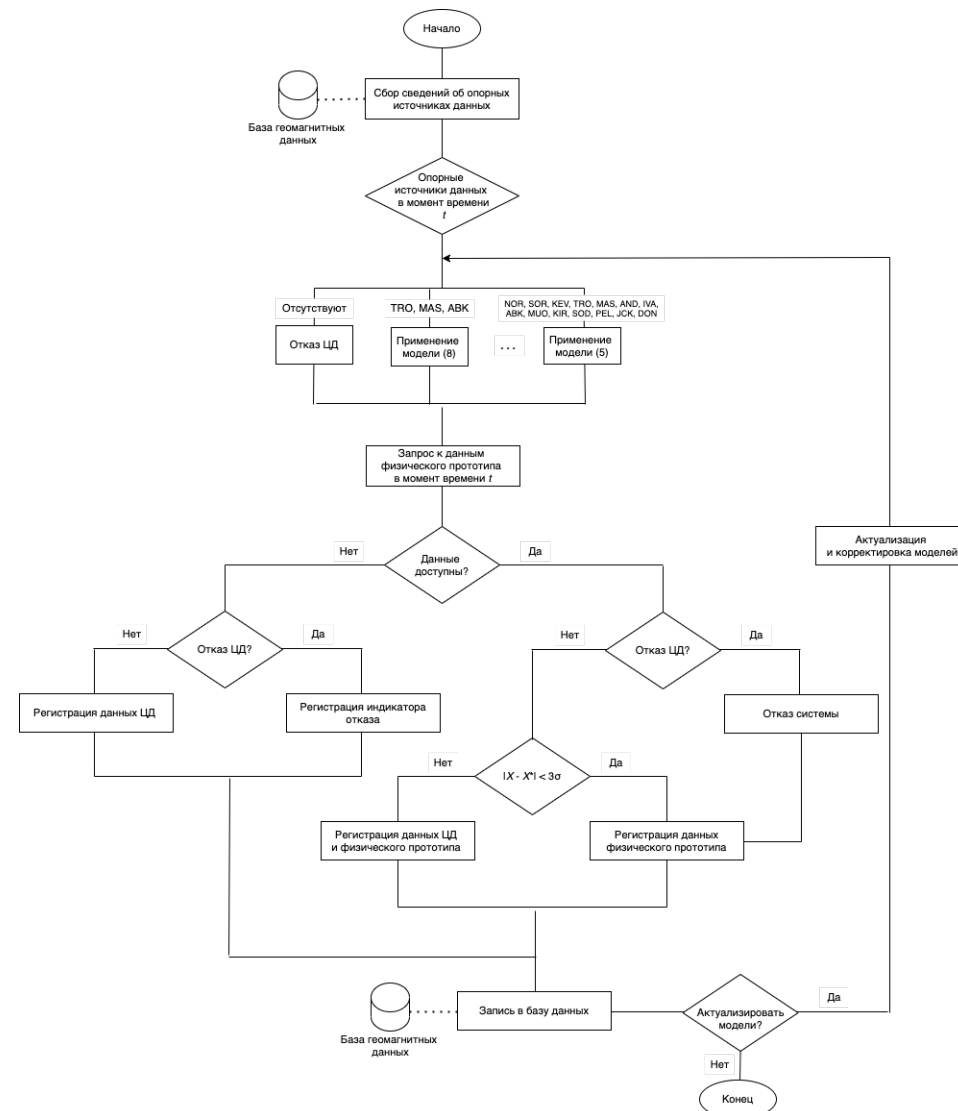 Начало
Сбор сведений об опорных
источниках данных
База геомагнитных
данных
Опорные
источники данных
в момент времени
t
Отсутствуют
TRO, MAS, ABK
NOR, SOR, KEV, TRO, MAS, AND, IVA,
ABK, MUO, KIR, SOD, PEL, JCK, DON
Отказ ЦД
Применение
модели (8)
...
Применение
модели (5)
Запрос к данным
физического прототипа
в момент времени t
Актуализация
и корректировка моделей
Нет
Данные
доступны?
Да
Нет
Отказ ЦД?
Да
Нет
Отказ ЦД?
Да
Регистрация данных ЦД
Регистрация индикатора
отказа
Отказ системы
Нет
|X - X*| < 3σ
Да
Регистрация данных ЦД
и физического прототипа
Регистрация данных
физического прототипа
База геомагнитных
данных
Запись в базу данных
Актуализировать
модели?
Да
Нет
Конец